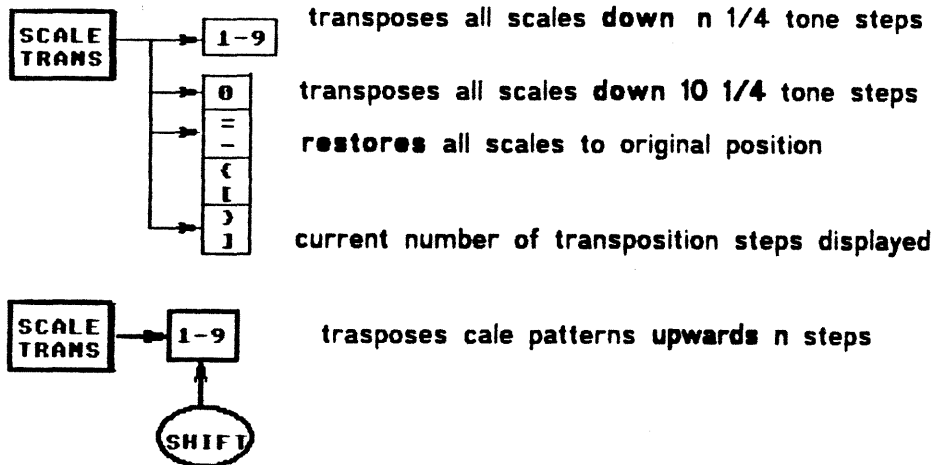 transposes all scales down n 1/4 tone steps
SCALE
TRANS
1-9
0
transposes all scales down 10 1/4 tone steps
=
-
restores all scales to original position
{
[
}
]
current number of transposition steps displayed
SCALE
TRANS
1-9
trasposes cale patterns upwards n steps
SHIFT